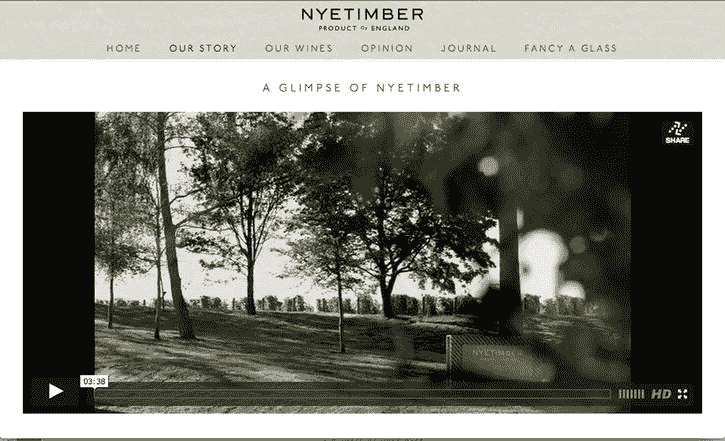 NYETIMBER
PRODUCT OF ENGLAND
HOME OUR STORY OUR WINES OPINION JOURNAL FANCY A GLASS
A GLIMPSE OF NYETIMBER
SHARE
NYETIMBER
03:38
HD